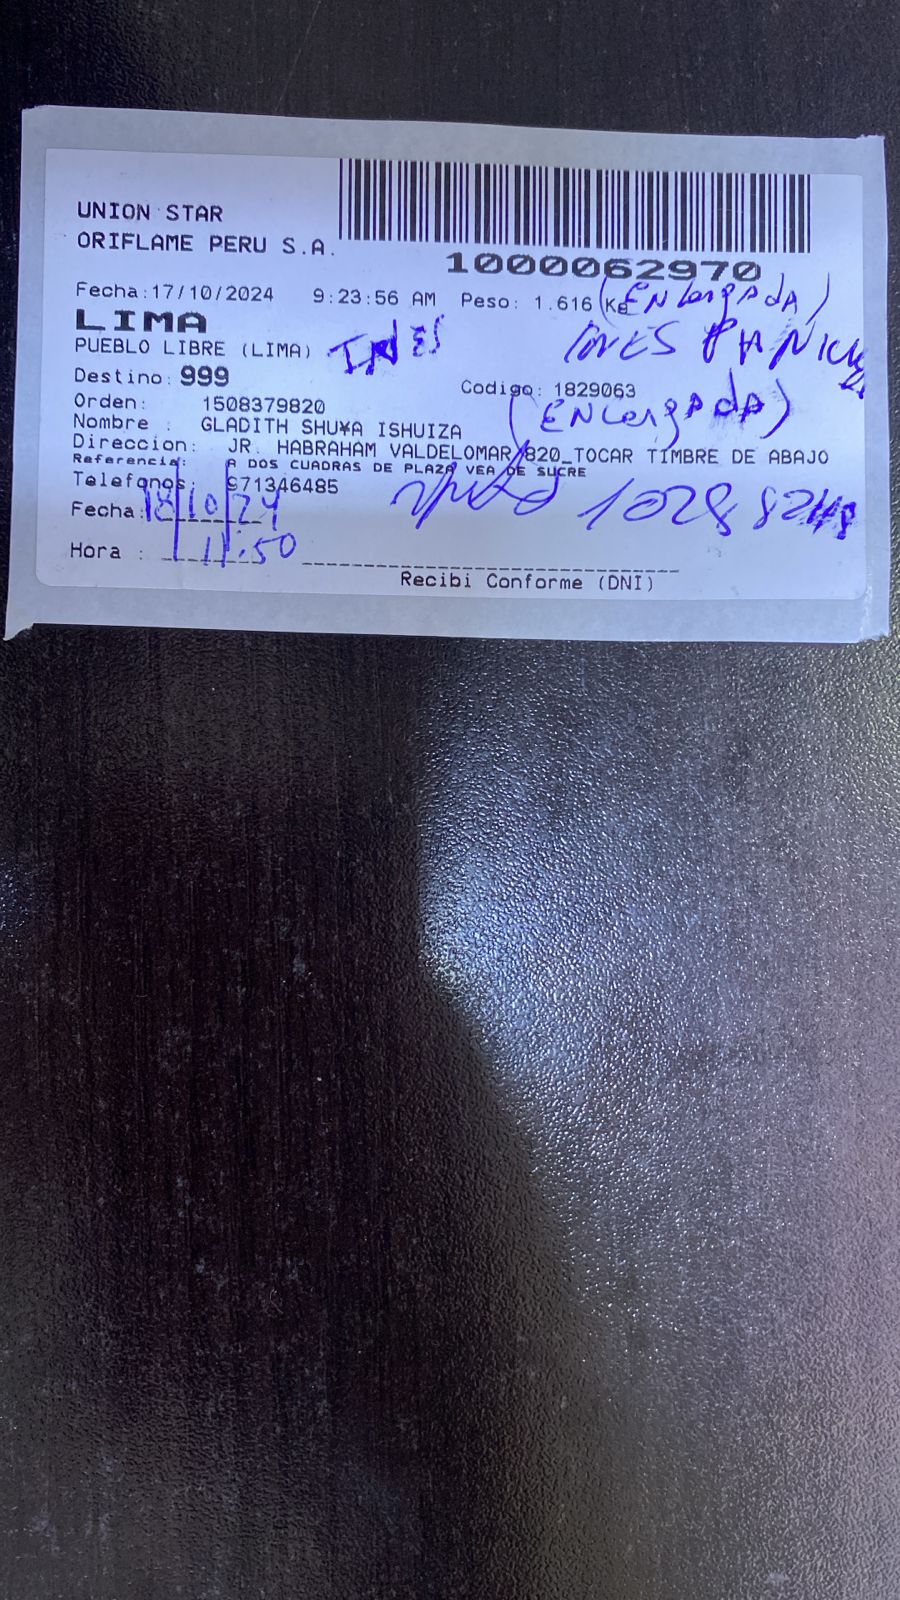 UNION STAR
ORIFLAME PERU S.A.
1000062970
Fecha:17/10/2024 9:23:56 AM Peso: 1.616 Kg
(ENCargAdA)
LIMA
PUEBLO LIBRE (LIMA)
INES
Destino: 999 Codigo: 1829063
(ENCargAdA)
Orden: 1508379820
Nombre : GLADITH SHU¥A ISHUIZA
Direccion: JR. HABRAHAM VALDELOMAR 820_TOCAR TIMBRE DE ABAJO
Referencia: A DOS CUADRAS DE PLAZA VEA DE SUCRE
Telefonos: 971346485
Fecha: 18/10/24
Hora : 11:50
Recibi Conforme (DNI)